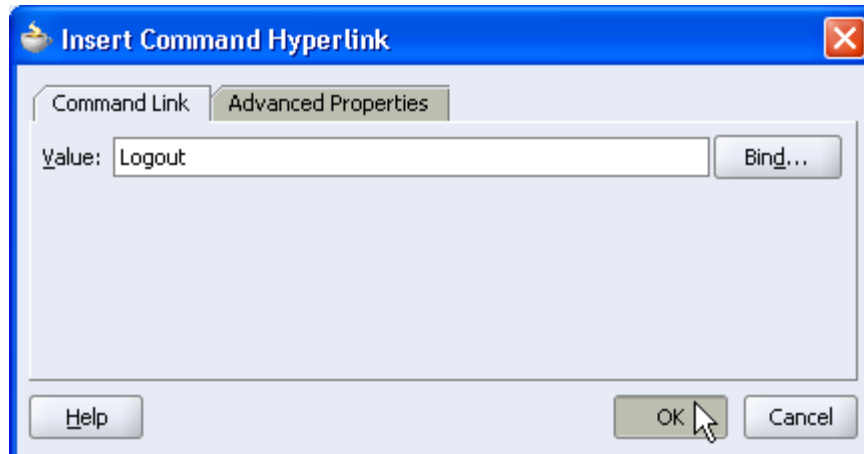 Insert Command Hyperlink
Command Link Advanced Properties
Value: Logout Bind...
Help OK Cancel